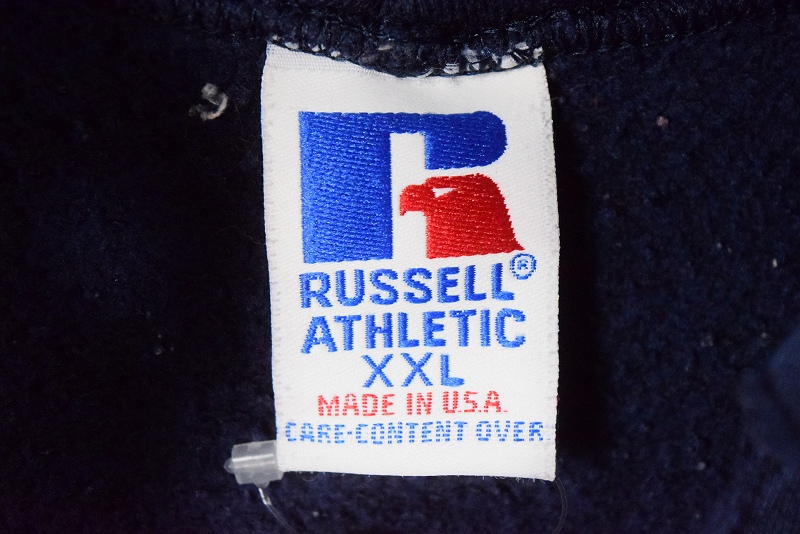 RUSSELL®
ATHLETIC
XXL
MADE IN U.S.A.
CARE-CONTENT OVER.